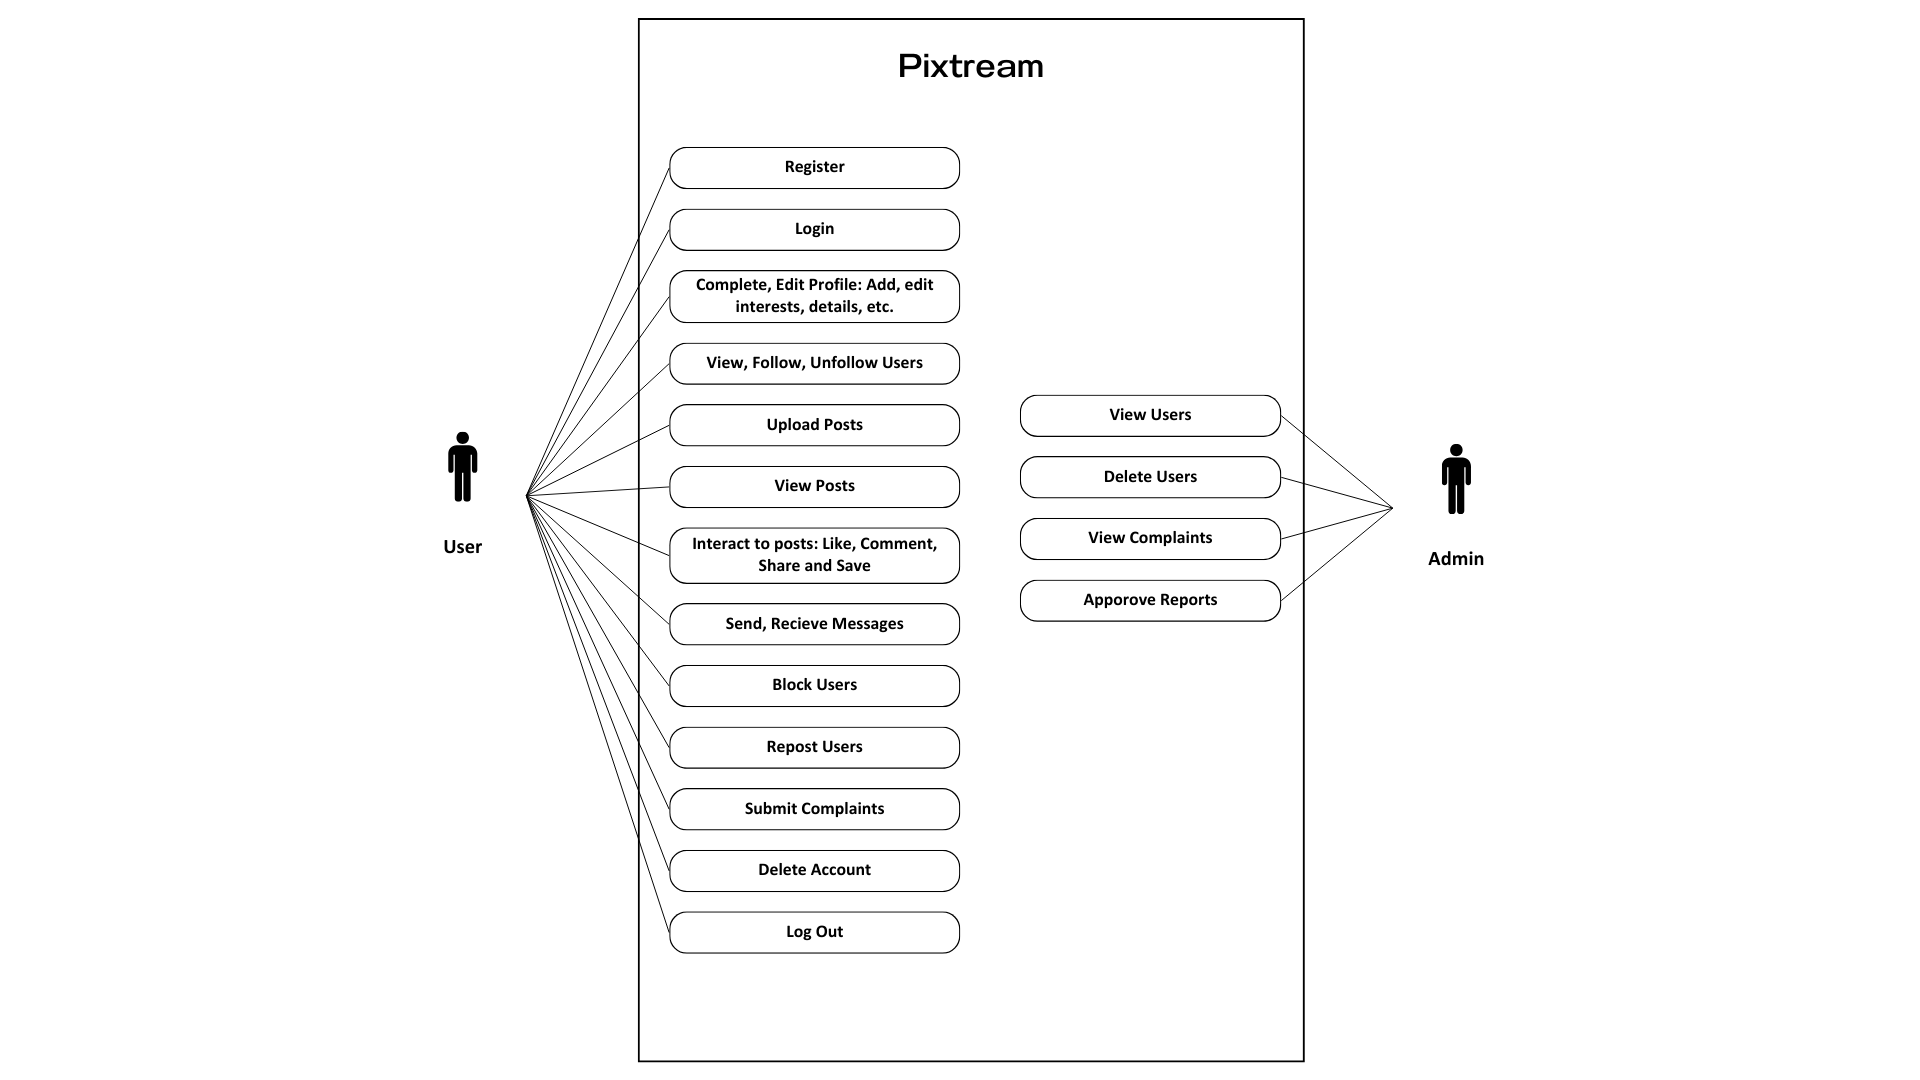 Pixtream
Register
Login
Complete, Edit Profile: Add, edit
interests, details, etc.
View, Follow, Unfollow Users
Upload Posts
View Posts
Interact to posts: Like, Comment,
Share and Save
Send, Recieve Messages
Block Users
Repost Users
Submit Complaints
Delete Account
Log Out
View Users
Delete Users
View Complaints
Apporove Reports
User
Admin